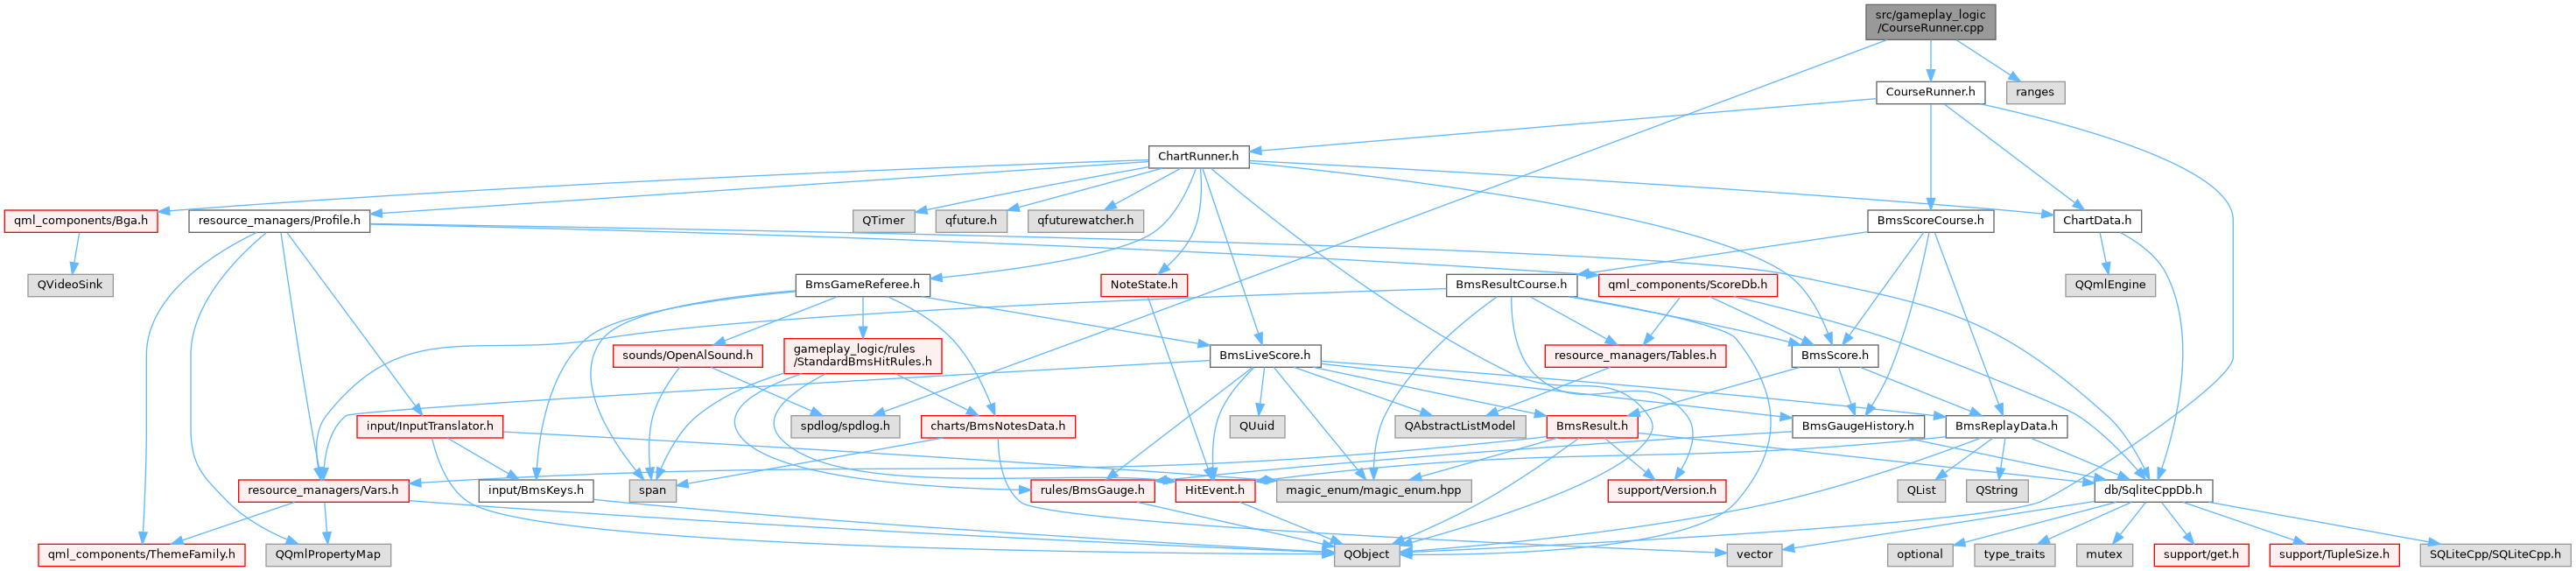 src/gameplay_logic
/CourseRunner.cpp
CourseRunner.h
ranges
ChartRunner.h
qml_components/Bga.h
resource_managers/Profile.h
QTimer
qfuture.h
qfuturewatcher.h
BmsScoreCourse.h
ChartData.h
QVideoSink
BmsGameReferee.h
NoteState.h
BmsResultCourse.h
qml_components/ScoreDb.h
QQmlEngine
sounds/OpenAlSound.h
gameplay_logic/rules
/StandardBmsHitRules.h
BmsLiveScore.h
resource_managers/Tables.h
BmsScore.h
input/InputTranslator.h
spdlog/spdlog.h
charts/BmsNotesData.h
QUuid
QAbstractListModel
BmsResult.h
BmsGaugeHistory.h
BmsReplayData.h
resource_managers/Vars.h
input/BmsKeys.h
span
rules/BmsGauge.h
HitEvent.h
magic_enum/magic_enum.hpp
support/Version.h
QList
QString
db/SqliteCppDb.h
qml_components/ThemeFamily.h
QQmlPropertyMap
QObject
vector
optional
type_traits
mutex
support/get.h
support/TupleSize.h
SQLiteCpp/SQLiteCpp.h